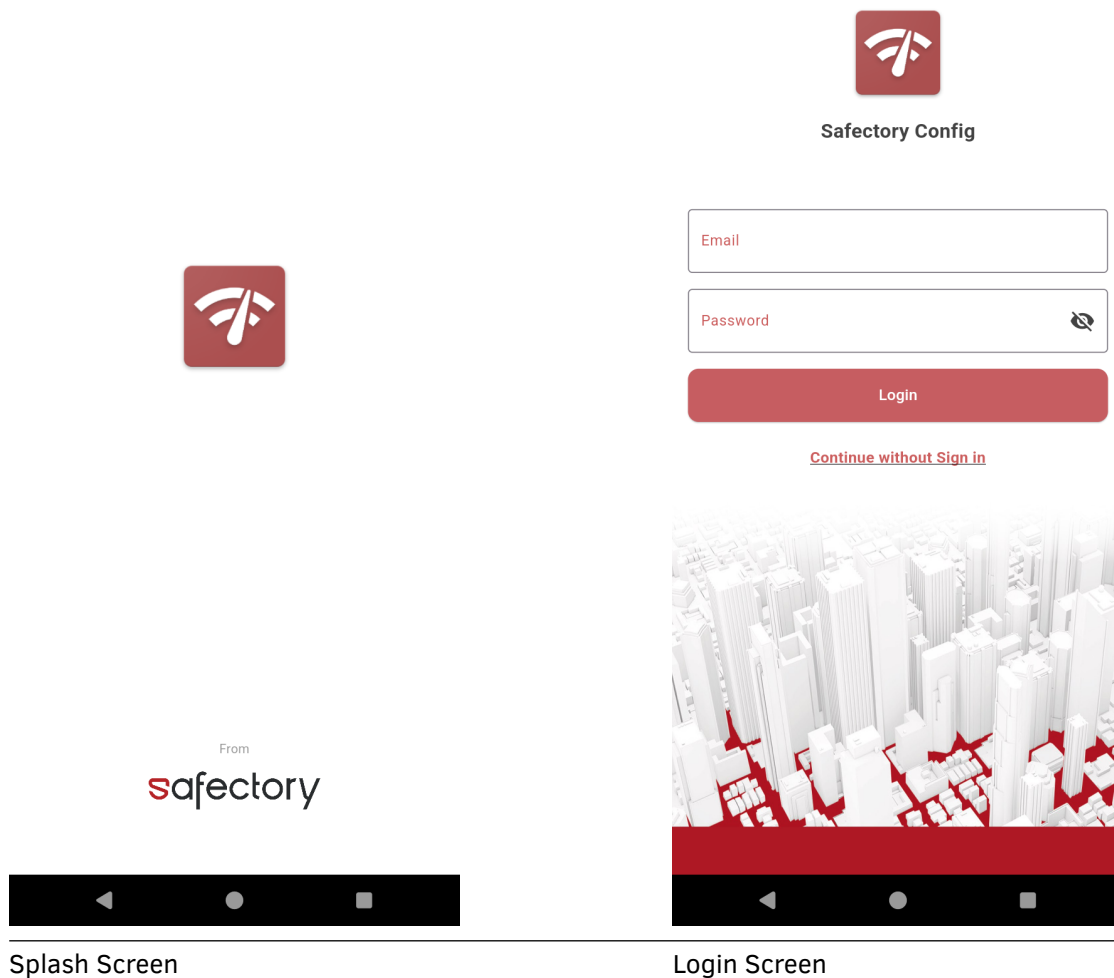 From
safectory
Splash Screen
Safectory Config
Email
Password
Login
Continue without Sign in
Login Screen